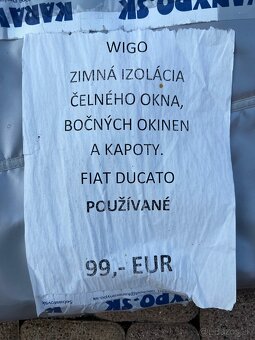 WIGO
ZIMNÁ IZOLÁCIA
ČELNÉHO OKNA,
BOČNÝCH OKINEN
A KAPOTY.
FIAT DUCATO
POUŽÍVANÉ
99,- EUR